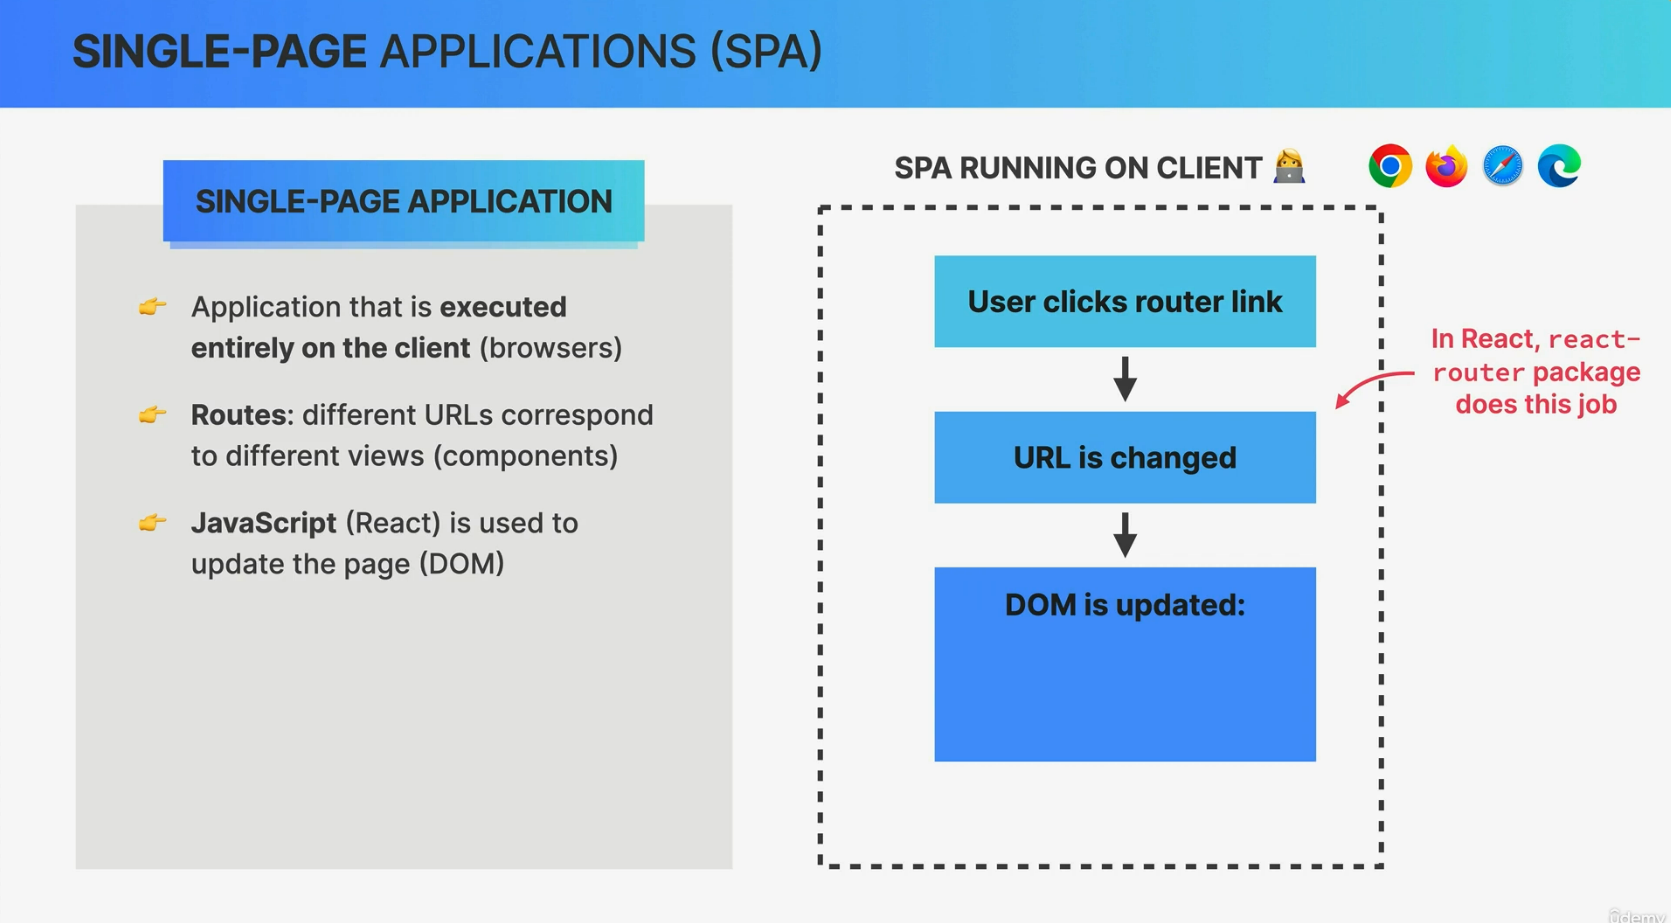 SINGLE-PAGE APPLICATIONS (SPA)
SINGLE-PAGE APPLICATION
Application that is executed
entirely on the client (browsers)
Routes: different URLs correspond
to different views (components)
JavaScript (React) is used to
update the page (DOM)
SPA RUNNING ON CLIENT
User clicks router link
URL is changed
DOM is updated:
In React, react-
router package
does this job
ûdemy